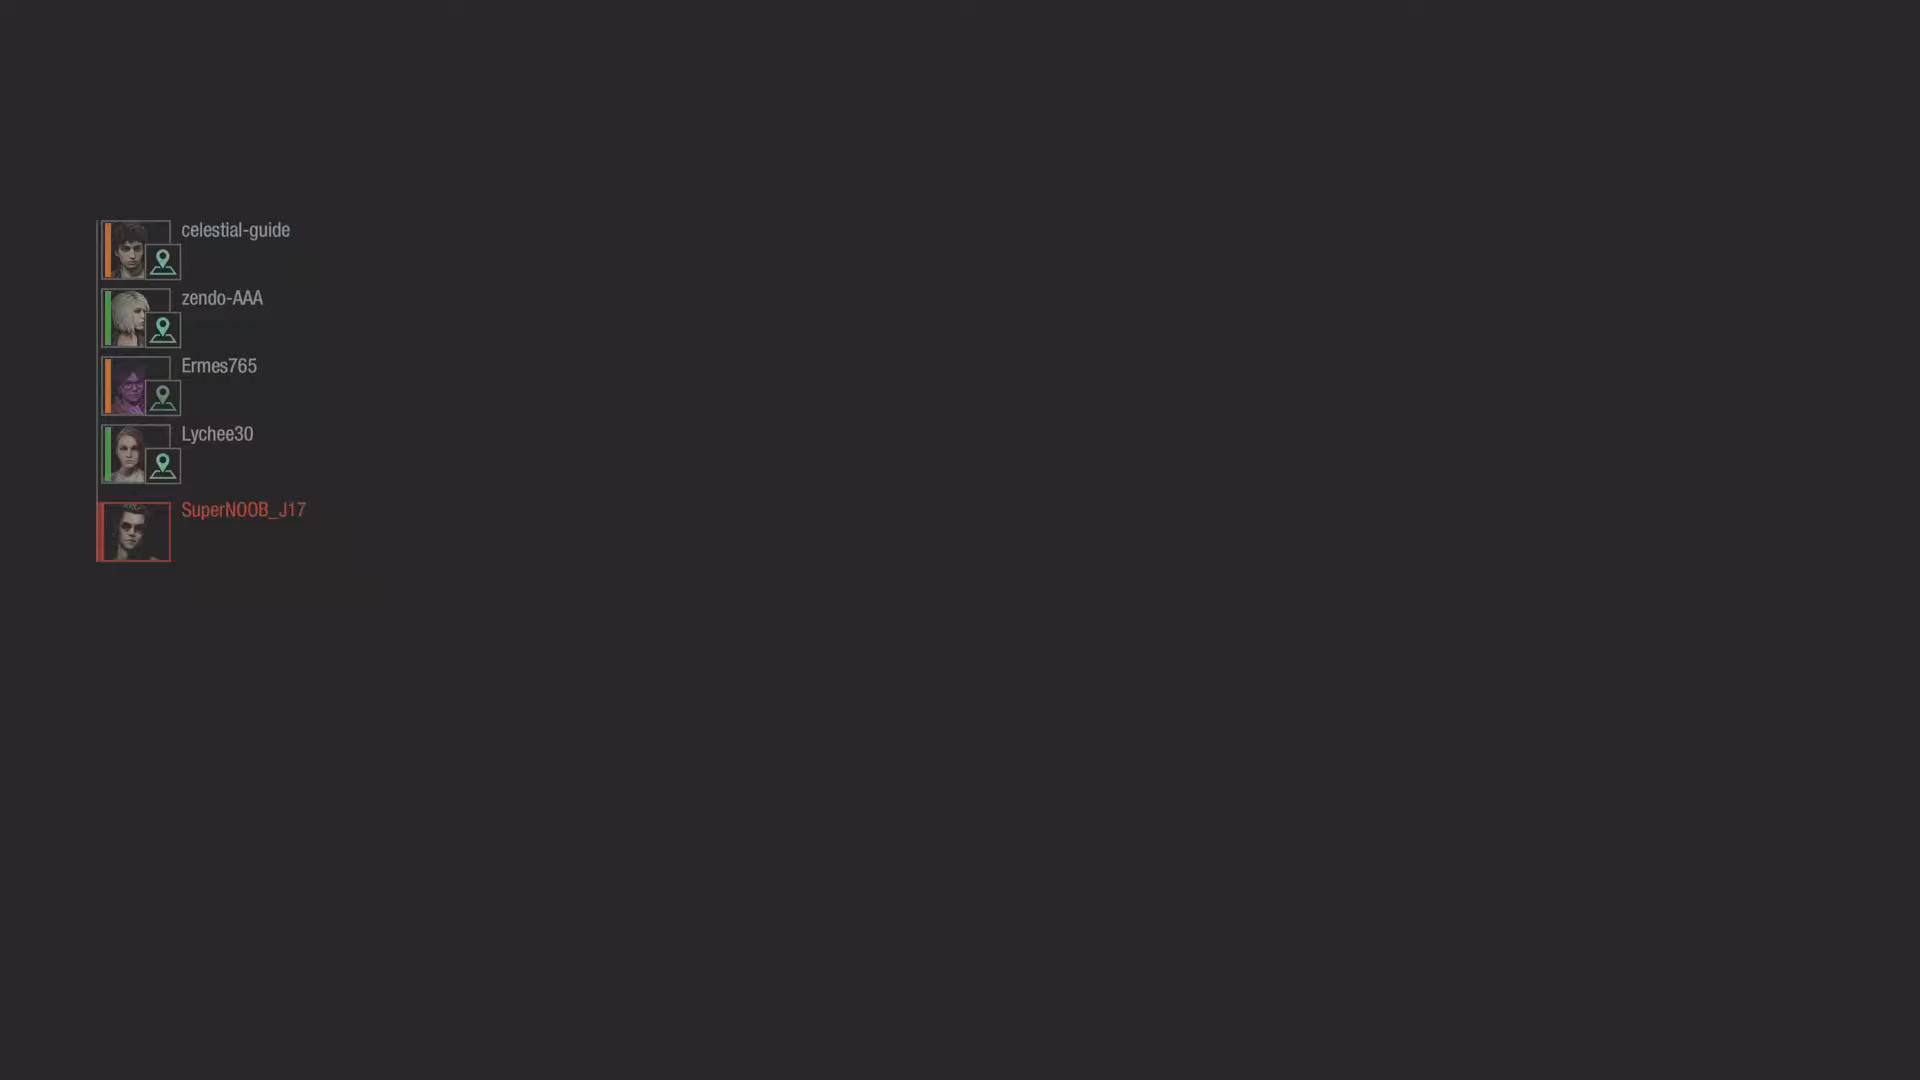 celestial-guide
zendo-AAA
Ermes765
Lychee30
SuperNOOB_J17